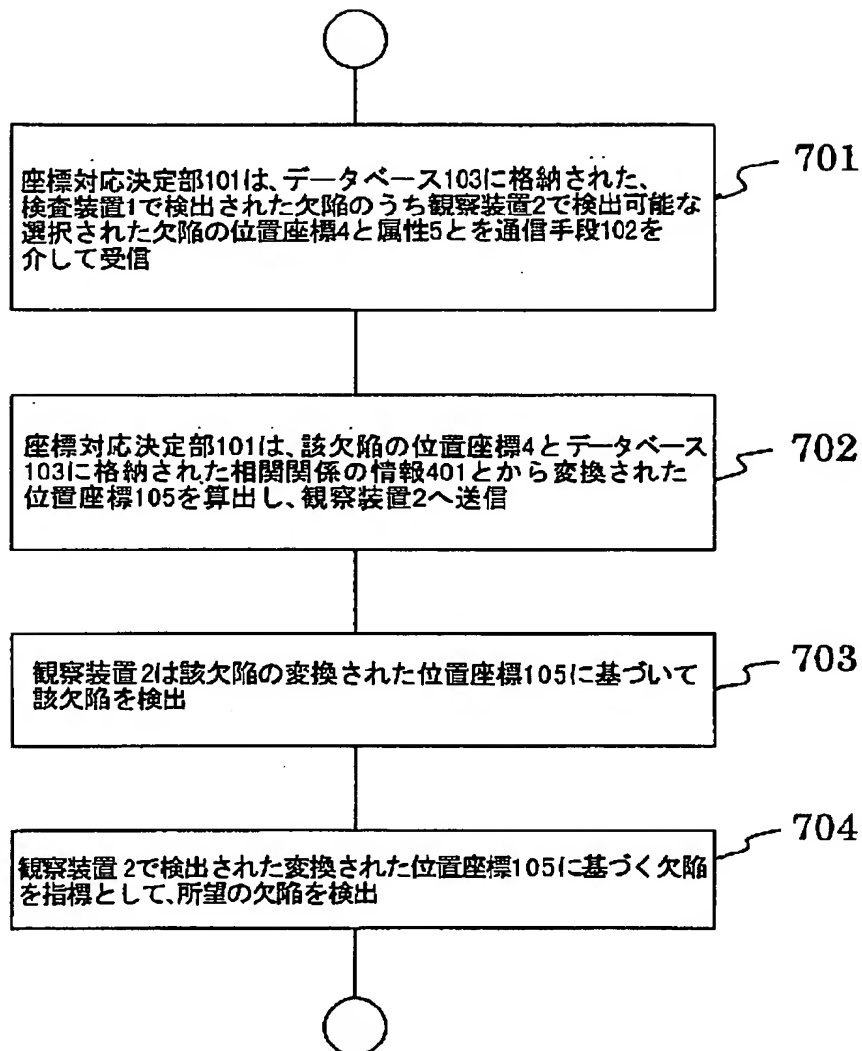 座標対応決定部101は、データベース103に格納された、
検査装置1で検出された欠陥のうち観察装置2で検出可能な
選択された欠陥の位置座標4と属性5とを通信手段102を
介して受信
701
座標対応決定部101は、該欠陥の位置座標4とデータベース
103に格納された相関関係の情報401とから変換された
位置座標105を算出し、観察装置2へ送信
702
観察装置2は該欠陥の変換された位置座標105に基づいて
該欠陥を検出
703
観察装置2で検出された変換された位置座標105に基づく欠陥
を指標として、所望の欠陥を検出
704